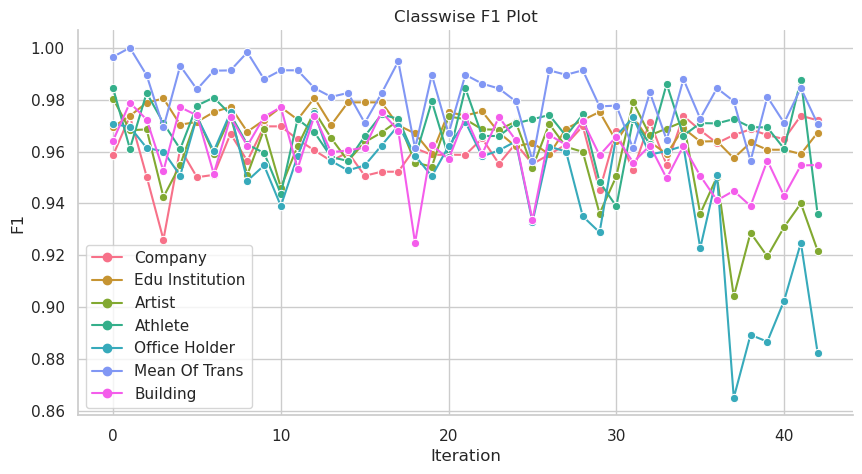 Classwise F1 Plot
1.00
0.98
0.96
0.94
0.92
0.90
0.88
0.86
F1
Company
Edu Institution
Artist
Athlete
Office Holder
Mean Of Trans
Building
0
10
20
30
40
Iteration